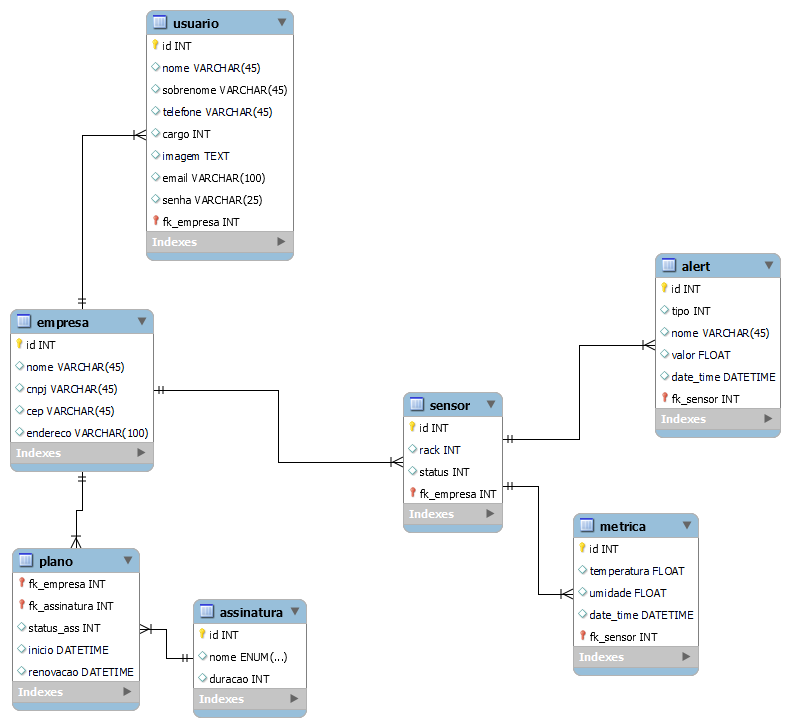 usuario
id INT
nome VARCHAR(45)
sobrenome VARCHAR(45)
telefone VARCHAR(45)
cargo INT
imagem TEXT
email VARCHAR(100)
senha VARCHAR(25)
fk_empresa INT
Indexes
empresa
id INT
nome VARCHAR(45)
cnpj VARCHAR(45)
cep VARCHAR(45)
endereco VARCHAR(100)
Indexes
plano
fk_empresa INT
fk_assinatura INT
status_ass INT
inicio DATETIME
renovacao DATETIME
Indexes
assinatura
id INT
nome ENUM(...)
duracao INT
Indexes
sensor
id INT
rack INT
status INT
fk_empresa INT
Indexes
alert
id INT
tipo INT
nome VARCHAR(45)
valor FLOAT
date_time DATETIME
fk_sensor INT
Indexes
metrica
id INT
temperatura FLOAT
umidade FLOAT
date_time DATETIME
fk_sensor INT
Indexes